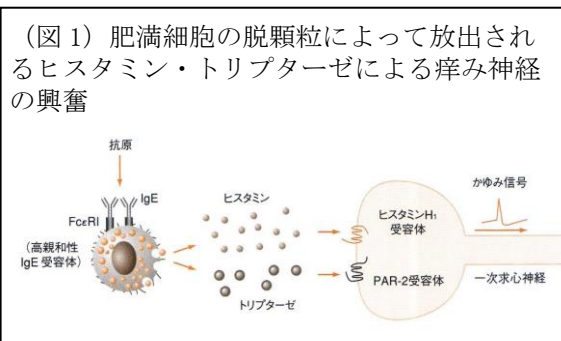 （図 1）肥満細胞の脱顆粒によって放出され
るヒスタミン・トリプターゼによる痒み神経
の興奮
抗原
IgE
FcεRI
（高親和性
IgE 受容体）
ヒスタミン
トリプターゼ
ヒスタミンH₁
受容体
PAR-2受容体
かゆみ信号
一次求心神経